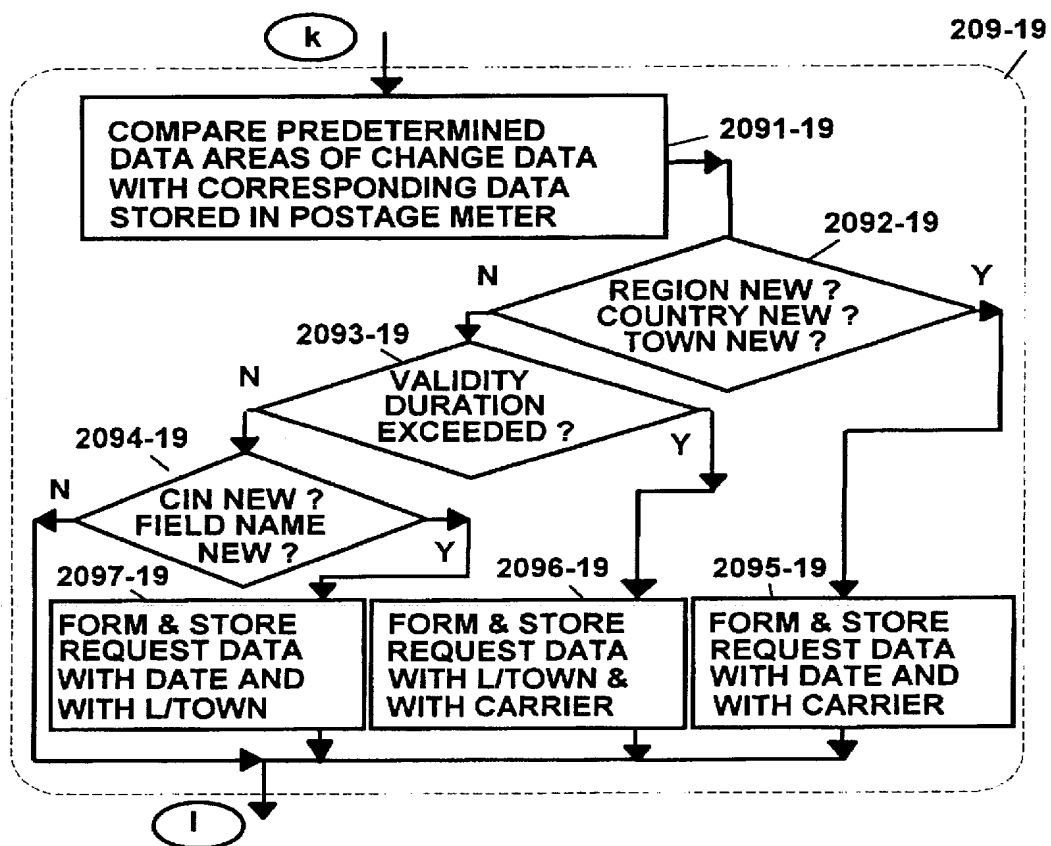 k
209-19
COMPARE PREDETERMINED
DATA AREAS OF CHANGE DATA
WITH CORRESPONDING DATA
STORED IN POSTAGE METER
2091-19
2092-19
N
REGION NEW ?
COUNTRY NEW ?
TOWN NEW ?
Y
2093-19
N
VALIDITY
DURATION
EXCEEDED ?
Y
2094-19
N
CIN NEW ?
FIELD NAME
NEW ?
Y
2097-19
FORM & STORE
REQUEST DATA
WITH DATE AND
WITH L/TOWN
2096-19
FORM & STORE
REQUEST DATA
WITH L/TOWN &
WITH CARRIER
2095-19
FORM & STORE
REQUEST DATA
WITH DATE AND
WITH CARRIER
l